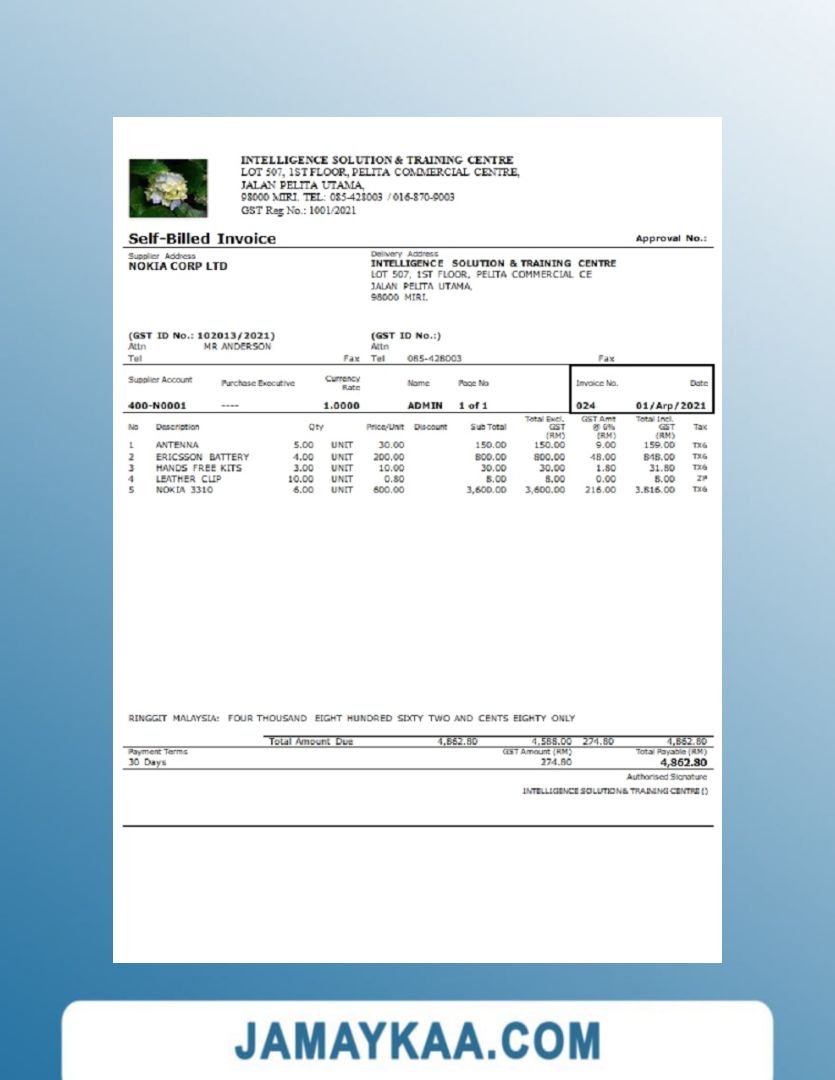 INTELLIGENCE SOLUTION & TRAINING CENTRE
LOT 507, 1ST FLOOR, PELITA COMMERCIAL CENTRE,
JALAN PELITA UTAMA,
98000 MIRI. TEL: 085-428003 / 016-870-9003
GST Reg No.: 1001/2021
Self-Billed Invoice Approval No.:
Supplier Address Delivery Address
NOKIA CORP LTD INTELLIGENCE SOLUTION & TRAINING CENTRE
LOT 507, 1ST FLOOR, PELITA COMMERCIAL CE
JALAN PELITA UTAMA,
98000 MIRI.
(GST ID No.: 102013/2021) (GST ID No.:)
Attn MR ANDERSON Attn
Tel Fax Tel 085-428003 Fax
Supplier Account Purchase Executive Currency Rate Name Page No Invoice No. Date
400-N0001 ---- 1.0000 ADMIN 1 of 1 024 01/Arp/2021
No Description Qty Price/Unit Discount Sub Total Total Excl. GST (RM) GST Amt @ 6% (RM) Total Incl. GST (RM) Tax
1 ANTENNA 5.00 UNIT 30.00 150.00 150.00 9.00 159.00 TX6
2 ERICSSON BATTERY 4.00 UNIT 200.00 800.00 800.00 48.00 848.00 TX6
3 HANDS FREE KITS 3.00 UNIT 10.00 30.00 30.00 1.80 31.80 TX6
4 LEATHER CLIP 10.00 UNIT 0.80 8.00 8.00 0.00 8.00 ZP
5 NOKIA 3310 6.00 UNIT 600.00 3,600.00 3,600.00 216.00 3.816.00 TX6
RINGGIT MALAYSIA: FOUR THOUSAND EIGHT HUNDRED SIXTY TWO AND CENTS EIGHTY ONLY
Total Amount Due 4,862.80 4,588.00 274.80 4,862.80
Payment Terms GST Amount (RM) Total Payable (RM)
30 Days 274.80 4,862.80
Authorised Signature
INTELLIGENCE SOLUTION & TRAINING CENTRE ()
JAMAYKAA.COM